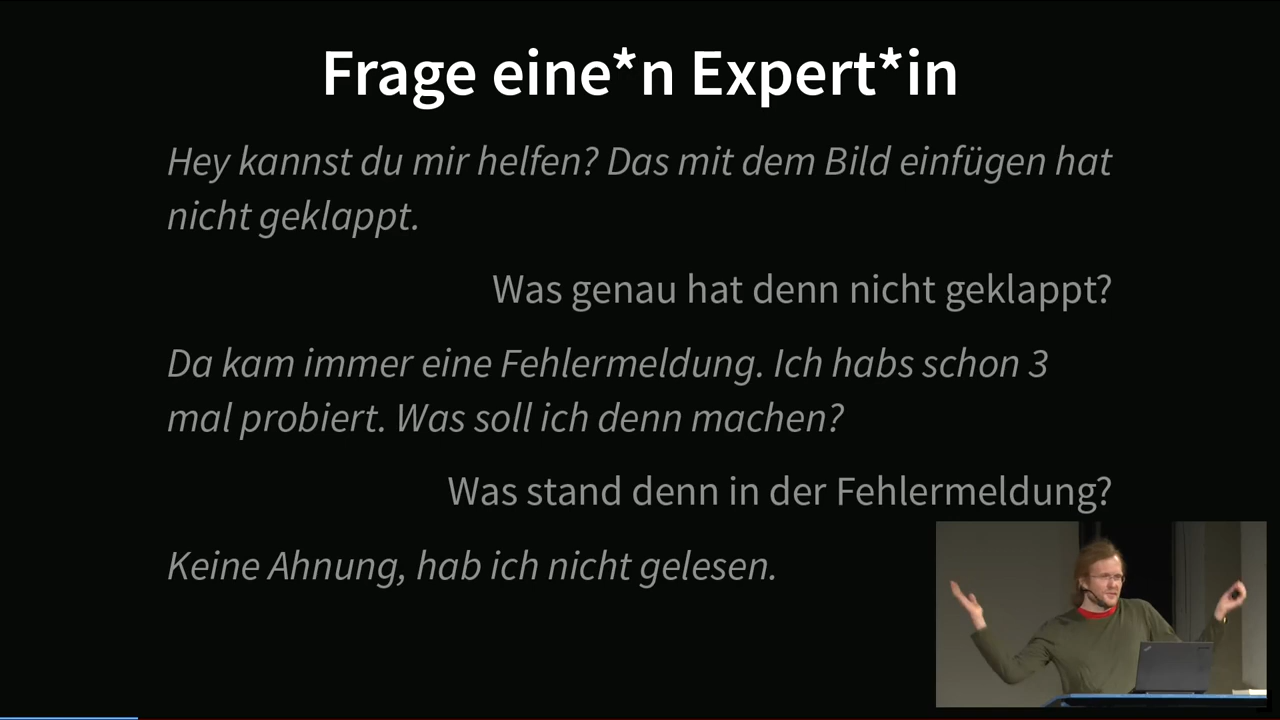 Frage eine*n Expert*in
Hey kannst du mir helfen? Das mit dem Bild einfügen hat
nicht geklappt.
Was genau hat denn nicht geklappt?
Da kam immer eine Fehlermeldung. Ich habs schon 3
mal probiert. Was soll ich denn machen?
Was stand denn in der Fehlermeldung?
Keine Ahnung, hab ich nicht gelesen.